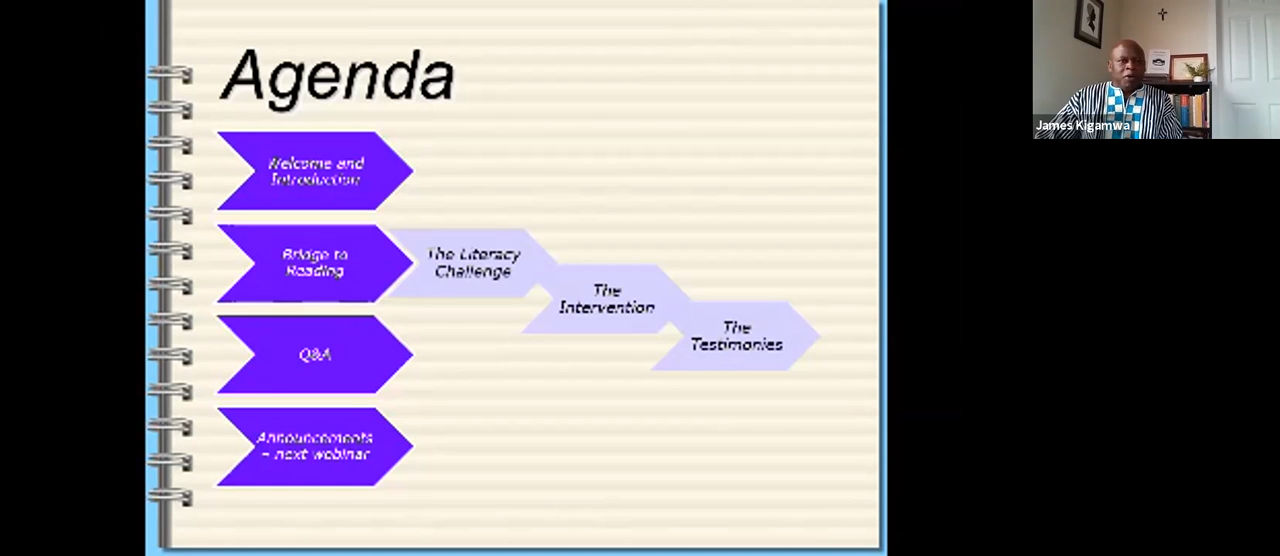 Agenda
Welcome and
Introduction
Bridge to
Reading
The Literacy
Challenge
The
Intervention
The
Testimonies
Q&A
Announcements
– next webinar
James Kigamwa